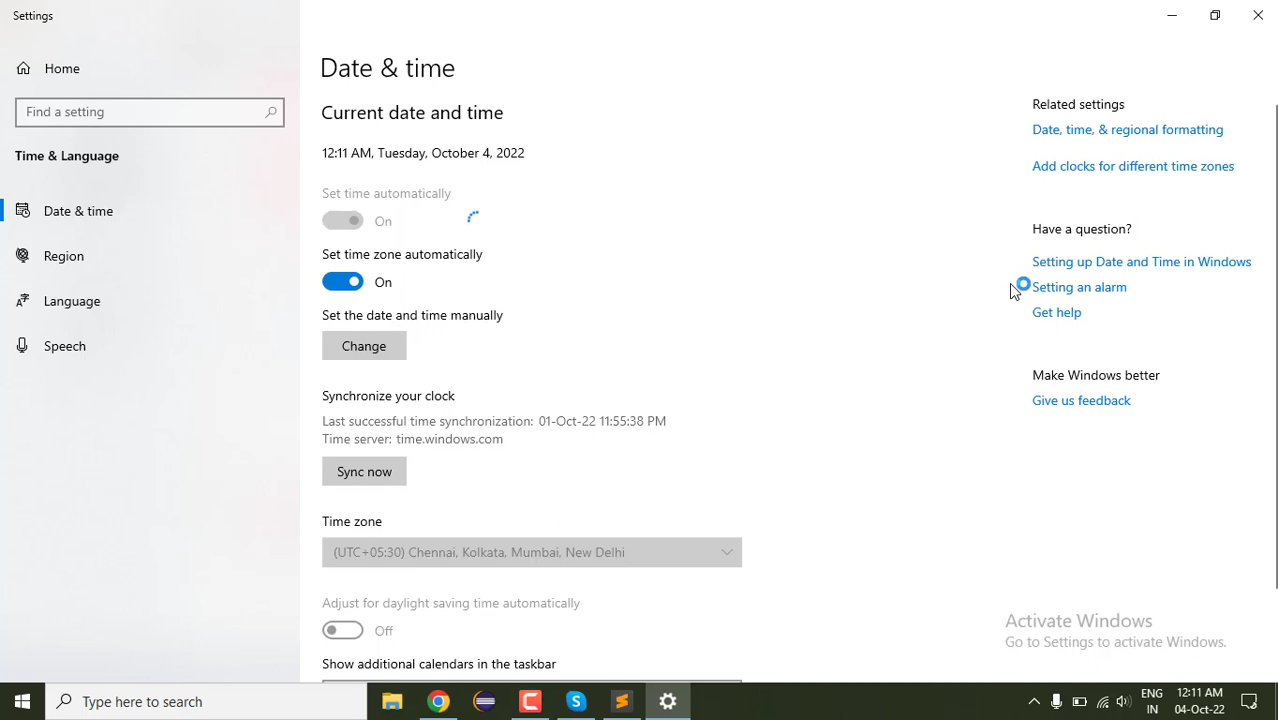 Settings
Home
Find a setting
Time & Language
Date & time
Region
Language
Speech
Date & time
Current date and time
12:11 AM, Tuesday, October 4, 2022
Set time automatically
On
Set time zone automatically
On
Set the date and time manually
Change
Synchronize your clock
Last successful time synchronization: 01-Oct-22 11:55:38 PM
Time server: time.windows.com
Sync now
Time zone
(UTC+05:30) Chennai, Kolkata, Mumbai, New Delhi
Adjust for daylight saving time automatically
Off
Show additional calendars in the taskbar
Related settings
Date, time, & regional formatting
Add clocks for different time zones
Have a question?
Setting up Date and Time in Windows
Setting an alarm
Get help
Make Windows better
Give us feedback
Activate Windows
Go to Settings to activate Windows.
Type here to search
ENG
IN
12:11 AM
04-Oct-22